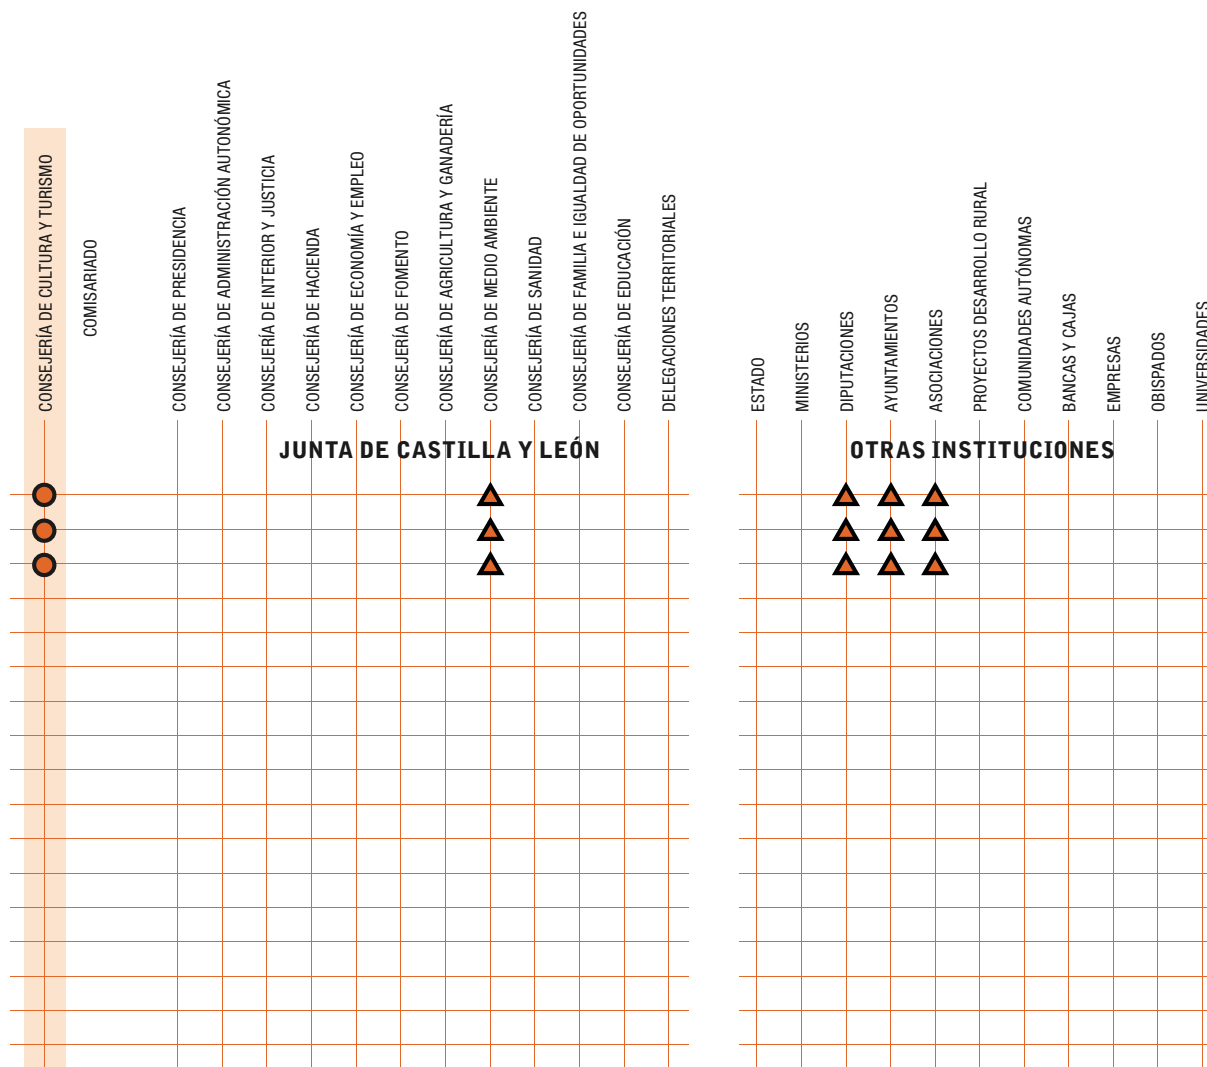 CONSEJERÍA DE CULTURA Y TURISMO
COMISARIADO
CONSEJERÍA DE PRESIDENCIA
CONSEJERÍA DE ADMINISTRACIÓN AUTONÓMICA
CONSEJERÍA DE INTERIOR Y JUSTICIA
CONSEJERÍA DE HACIENDA
CONSEJERÍA DE ECONOMÍA Y EMPLEO
CONSEJERÍA DE FOMENTO
CONSEJERÍA DE AGRICULTURA Y GANADERÍA
CONSEJERÍA DE MEDIO AMBIENTE
CONSEJERÍA DE SANIDAD
CONSEJERÍA DE FAMILIA E IGUALDAD DE OPORTUNIDADES
CONSEJERÍA DE EDUCACIÓN
DELEGACIONES TERRITORIALES
ESTADO
MINISTERIOS
DIPUTACIONES
AYUNTAMIENTOS
ASOCIACIONES
PROYECTOS DESARROLLO RURAL
COMUNIDADES AUTÓNOMAS
BANCAS Y CAJAS
EMPRESAS
OBISPADOS
UNIVERSIDADES
JUNTA DE CASTILLA Y LEÓN
OTRAS INSTITUCIONES